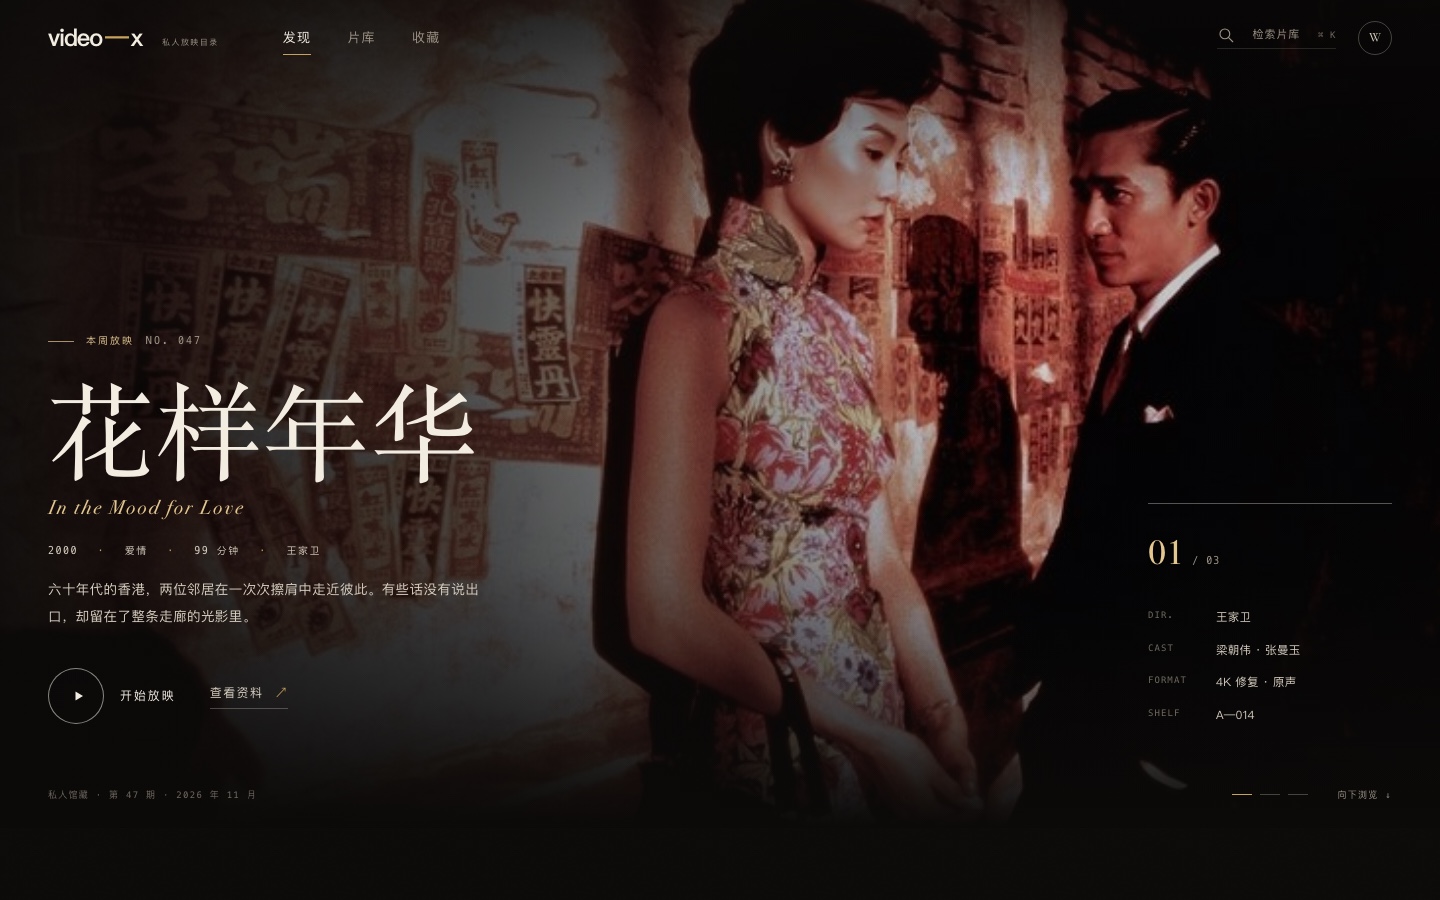 video—x 私人放映目录 发现 片库 收藏 检索片库 ⌘ K W
快靈丹
本周放映 NO. 047
花样年华
In the Mood for Love
2000 · 爱情 · 99 分钟 · 王家卫
六十年代的香港，两位邻居在一次次擦肩中走近彼此。有些话没有说出
口，却留在了整条走廊的光影里。
开始放映 查看资料 ↗
01 / 03
DIR. 王家卫
CAST 梁朝伟 · 张曼玉
FORMAT 4K 修复 · 原声
SHELF A—014
私人馆藏 · 第 47 期 · 2026 年 11 月
向下浏览 ↓